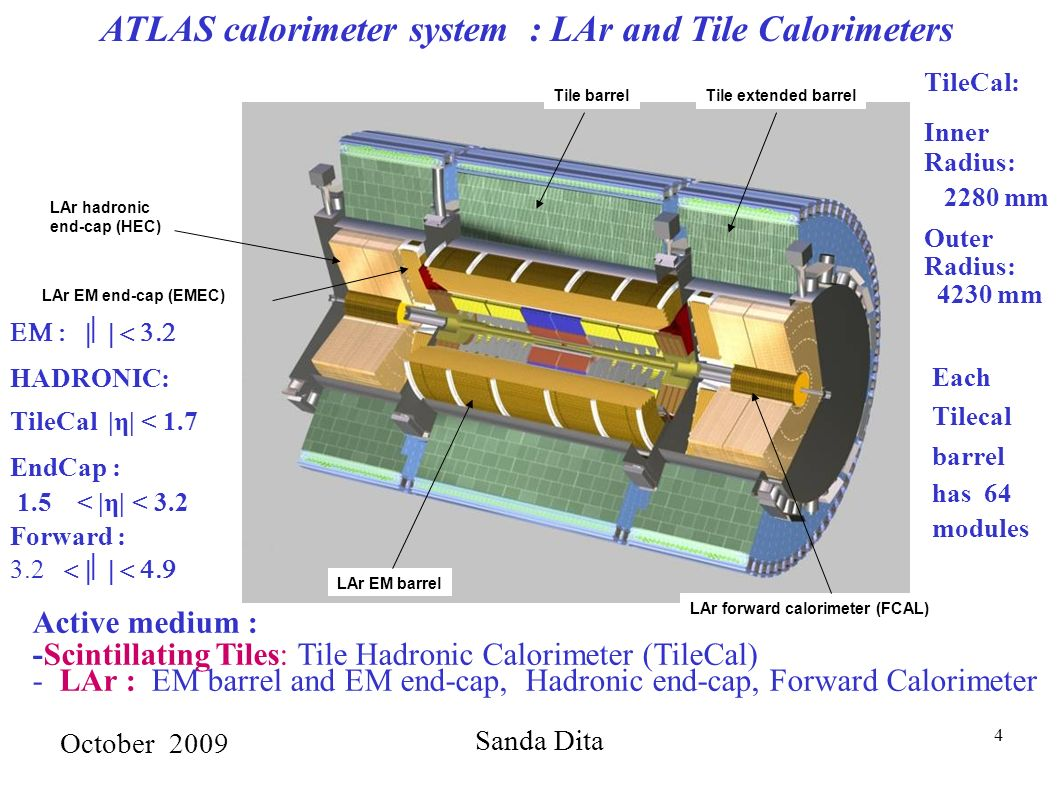 ATLAS calorimeter system : LAr and Tile Calorimeters
TileCal:
Inner
Radius:
2280 mm
Outer
Radius:
4230 mm
Each
Tilecal
barrel
has 64
modules
Tile barrel
Tile extended barrel
LAr hadronic
end-cap (HEC)
LAr EM end-cap (EMEC)
EM : || | < 3.2
HADRONIC:
TileCal |η| < 1.7
EndCap :
1.5 < |η| < 3.2
Forward :
3.2 < || | < 4.9
LAr EM barrel
LAr forward calorimeter (FCAL)
Active medium :
-Scintillating Tiles: Tile Hadronic Calorimeter (TileCal)
- LAr : EM barrel and EM end-cap, Hadronic end-cap, Forward Calorimeter
October 2009
Sanda Dita
4